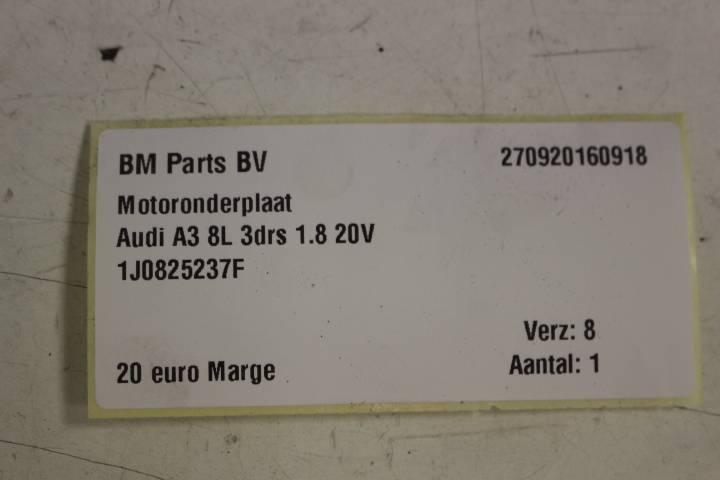 BM Parts BV 270920160918
Motoronderplaat
Audi A3 8L 3drs 1.8 20V
1J0825237F
Verz: 8
20 euro Marge Aantal: 1